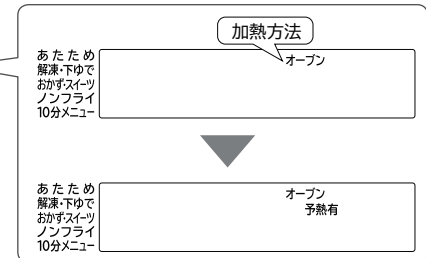 加熱方法
オーブン
あたため
解凍・下ゆで
おかず・スイーツ
ノンフライ
10分メニュー
オーブン
予熱有
あたため
解凍・下ゆで
おかず・スイーツ
ノンフライ
10分メニュー